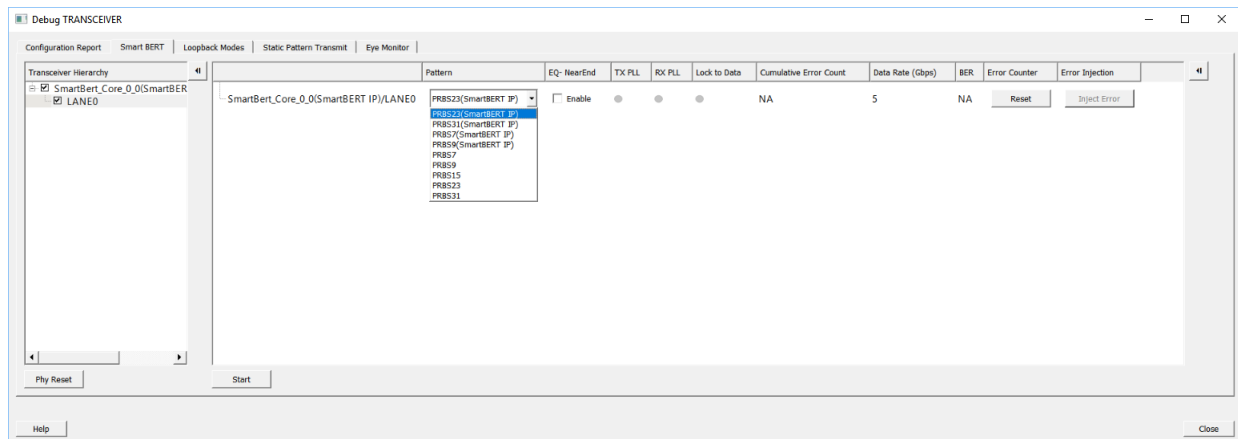 Debug TRANSCEIVER
Configuration Report Smart BERT Loopback Modes Static Pattern Transmit Eye Monitor
Transceiver Hierarchy Pattern EQ- NearEnd TX PLL RX PLL Lock to Data Cumulative Error Count Data Rate (Gbps) BER Error Counter Error Injection
SmartBert_Core_0_0(SmartBER
LANE0
SmartBert_Core_0_0(SmartBERT IP)/LANE0 PRBS23(SmartBERT IP) Enable NA 5 NA Reset Inject Error
PRBS23(SmartBERT IP)
PRBS31(SmartBERT IP)
PRBS7(SmartBERT IP)
PRBS9(SmartBERT IP)
PRBS7
PRBS9
PRBS15
PRBS23
PRBS31
Phy Reset Start
Help Close